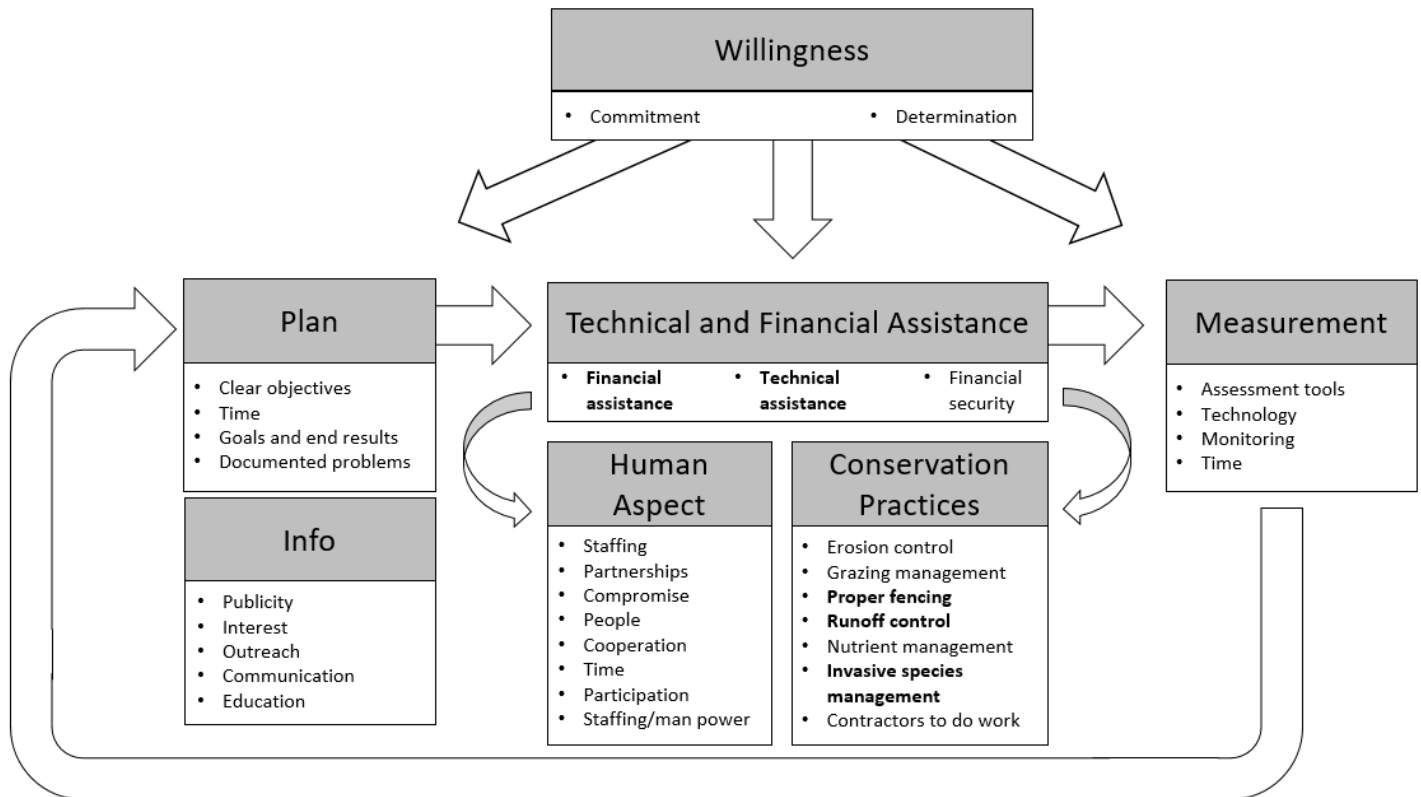 Willingness
• Commitment
• Determination
Plan
• Clear objectives
• Time
• Goals and end results
• Documented problems
Info
• Publicity
• Interest
• Outreach
• Communication
• Education
Technical and Financial Assistance
• Financial
assistance
• Technical
assistance
• Financial
security
Human
Aspect
• Staffing
• Partnerships
• Compromise
• People
• Cooperation
• Time
• Participation
• Staffing/man power
Conservation
Practices
• Erosion control
• Grazing management
• Proper fencing
• Runoff control
• Nutrient management
• Invasive species
management
• Contractors to do work
Measurement
• Assessment tools
• Technology
• Monitoring
• Time